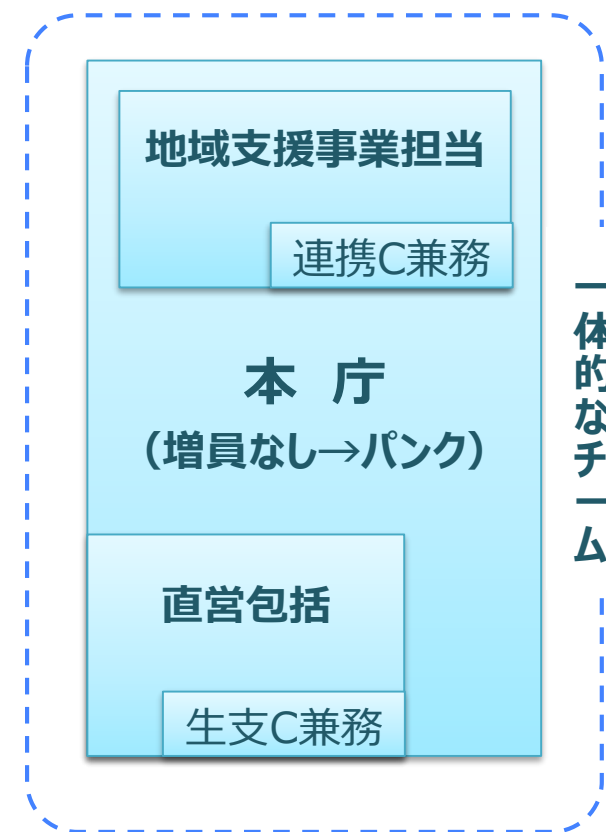 地域支援事業担当
連携C兼務
本 庁
（増員なし→パンク）
直営包括
生支C兼務
一体的なチーム